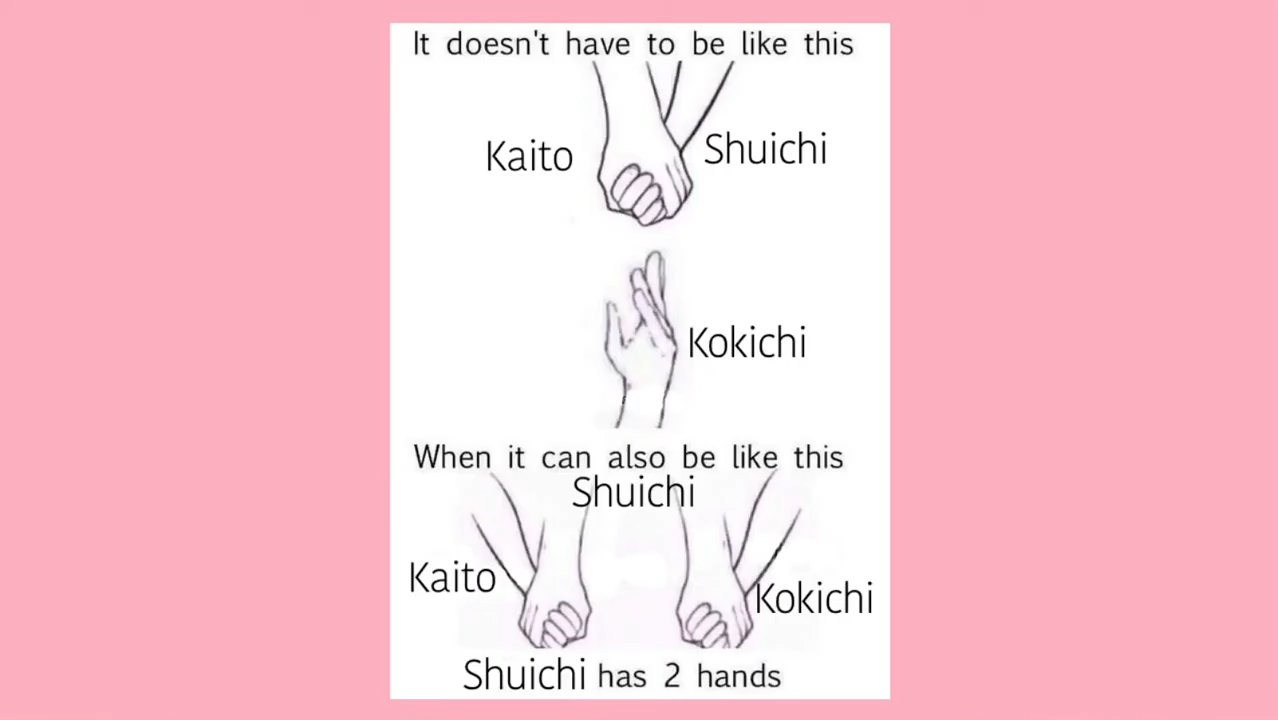 It doesn't have to be like this
Kaito
Shuichi
Kokichi
When it can also be like this
Shuichi
Kaito
Kokichi
Shuichi has 2 hands